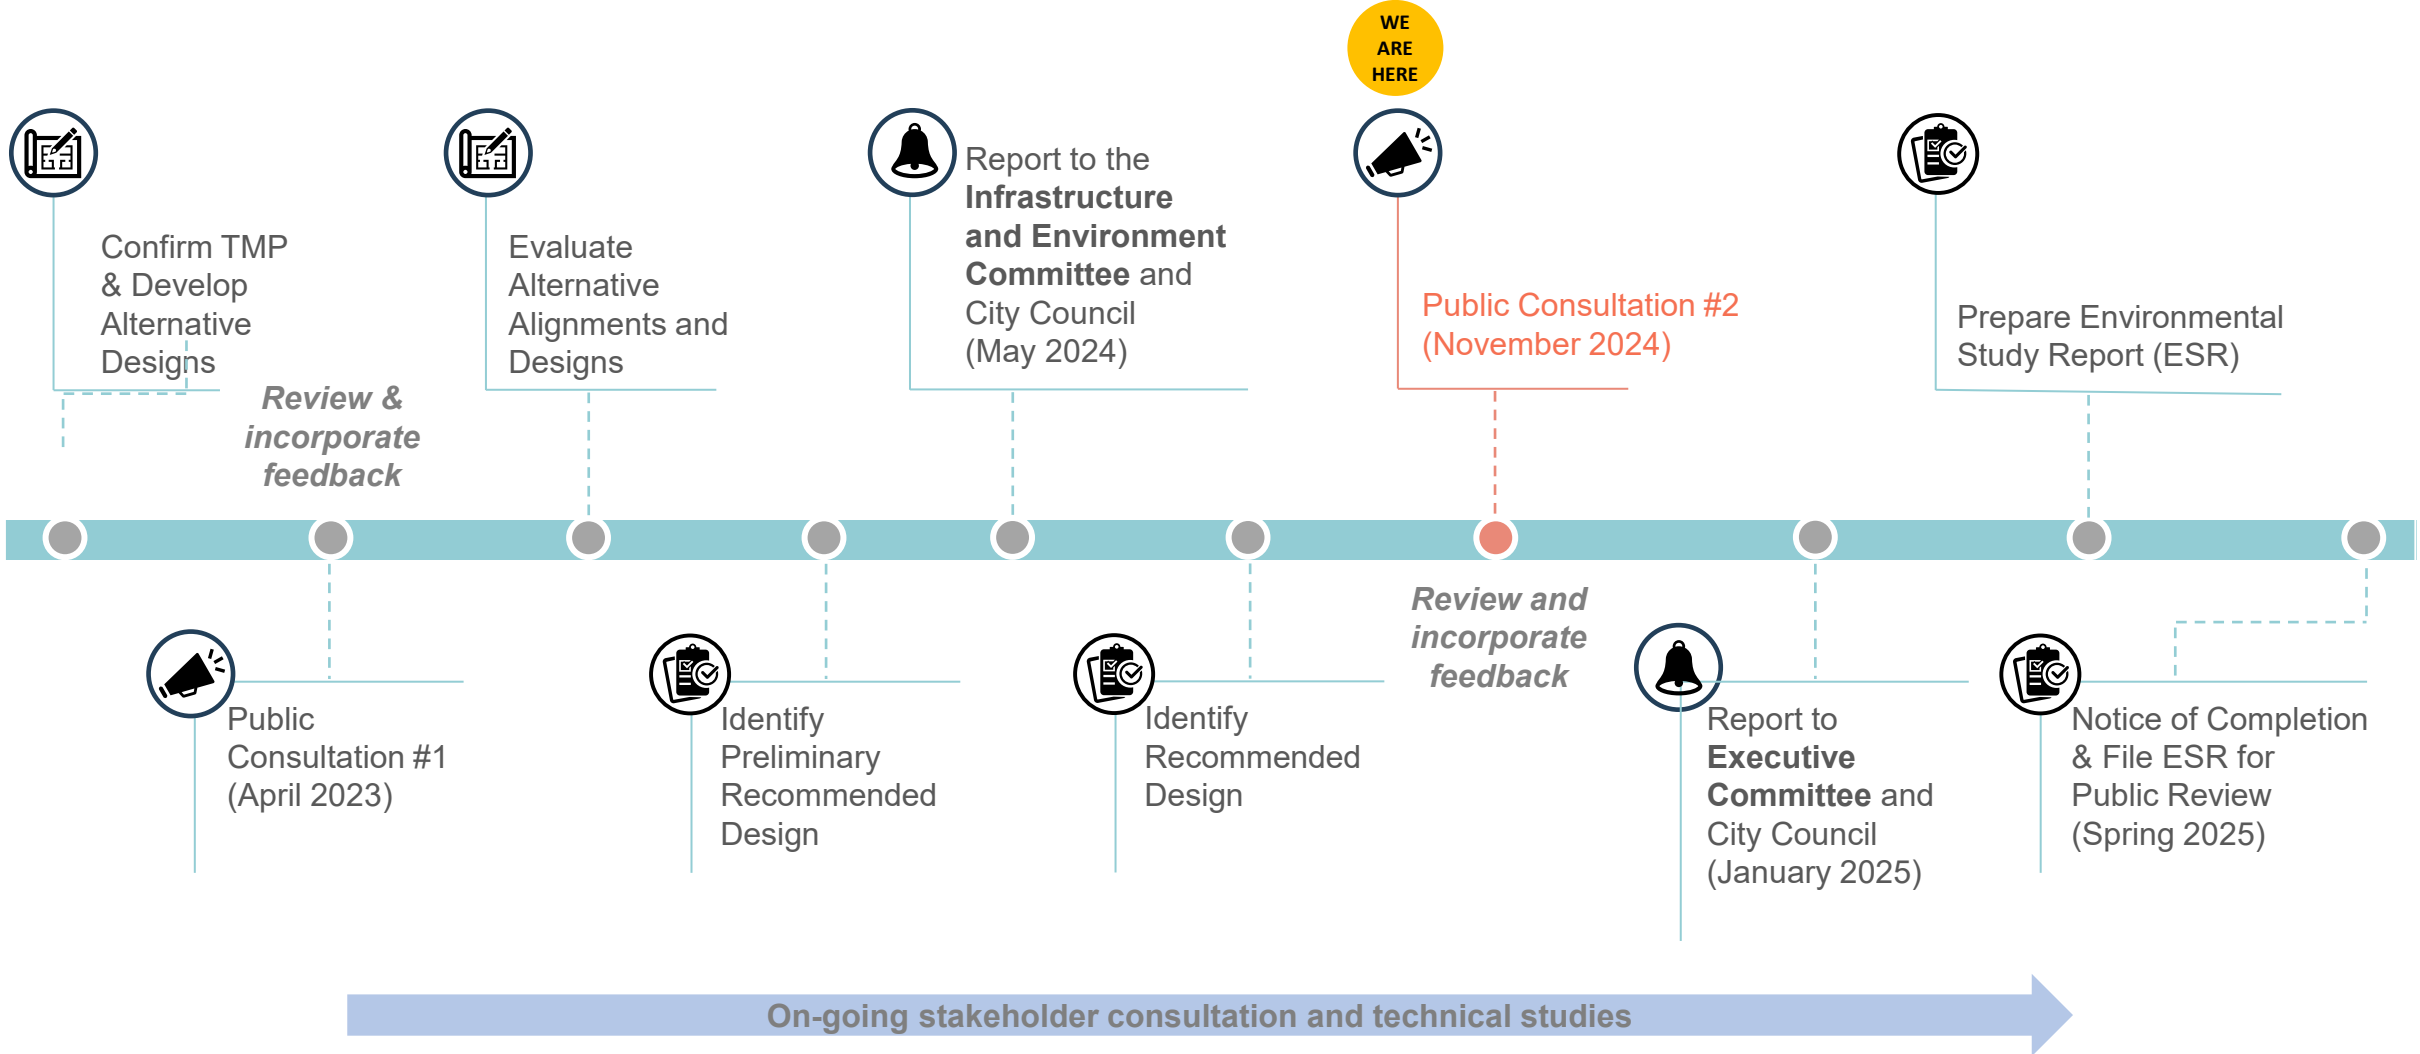 WE
ARE
HERE
Confirm TMP
& Develop
Alternative
Designs
Review &
incorporate
feedback
Evaluate
Alternative
Alignments and
Designs
Report to the
Infrastructure
and Environment
Committee and
City Council
(May 2024)
Public Consultation #2
(November 2024)
Prepare Environmental
Study Report (ESR)
Public
Consultation #1
(April 2023)
Identify
Preliminary
Recommended
Design
Identify
Recommended
Design
Review and
incorporate
feedback
Report to
Executive
Committee and
City Council
(January 2025)
Notice of Completion
& File ESR for
Public Review
(Spring 2025)
On-going stakeholder consultation and technical studies